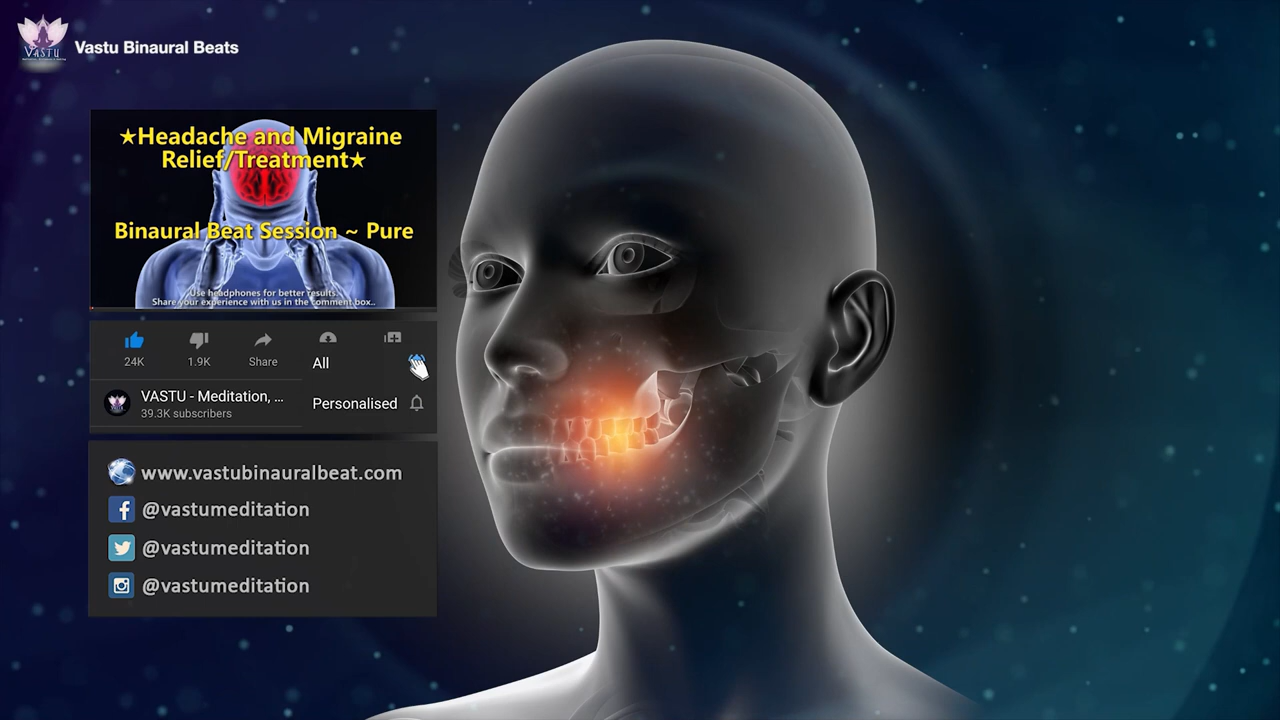 VASTU
Vastu Binaural Beats
★Headache and Migraine
Relief/Treatment★
Binaural Beat Session ~ Pure
Use headphones for better results..
Share your experience with us in the comment box..
24K
1.9K
Share
All
VASTU - Meditation, ...
39.3K subscribers
Personalised
www.vastubinauralbeat.com
@vastumeditation
@vastumeditation
@vastumeditation